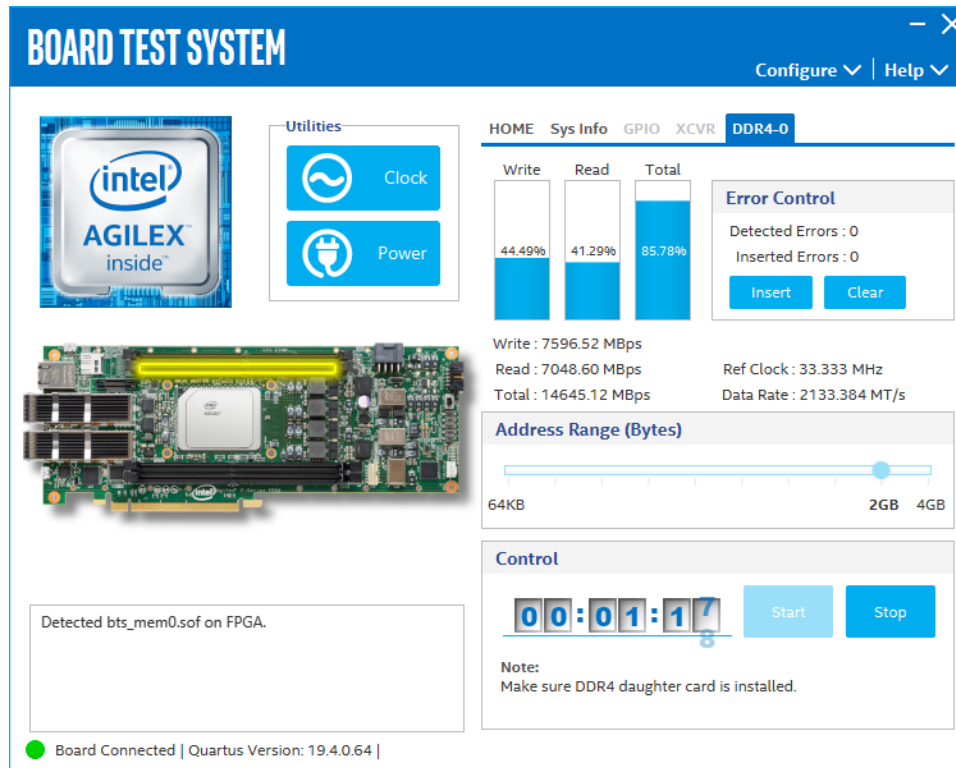 BOARD TEST SYSTEM
Configure | Help
intel
AGILEX
inside
Utilities
Clock
Power
HOME Sys Info GPIO XCVR DDR4-0
Write Read Total
44.49% 41.29% 85.78%
Error Control
Detected Errors : 0
Inserted Errors : 0
Insert Clear
Write : 7596.52 MBps
Read : 7048.60 MBps
Total : 14645.12 MBps
Ref Clock : 33.333 MHz
Data Rate : 2133.384 MT/s
Address Range (Bytes)
64KB 2GB 4GB
Control
00:01:17
8
Start Stop
Note:
Make sure DDR4 daughter card is installed.
intel
Detected bts_mem0.sof on FPGA.
Board Connected | Quartus Version: 19.4.0.64 |